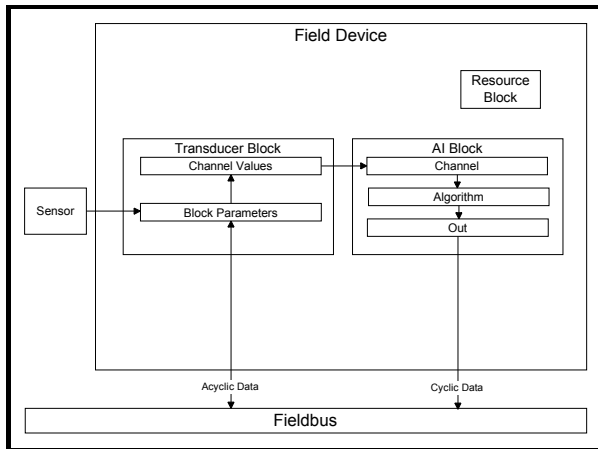 Field Device
Resource
Block
Transducer Block
AI Block
Channel Values
Channel
Algorithm
Sensor
Block Parameters
Out
Acyclic Data
Cyclic Data
Fieldbus